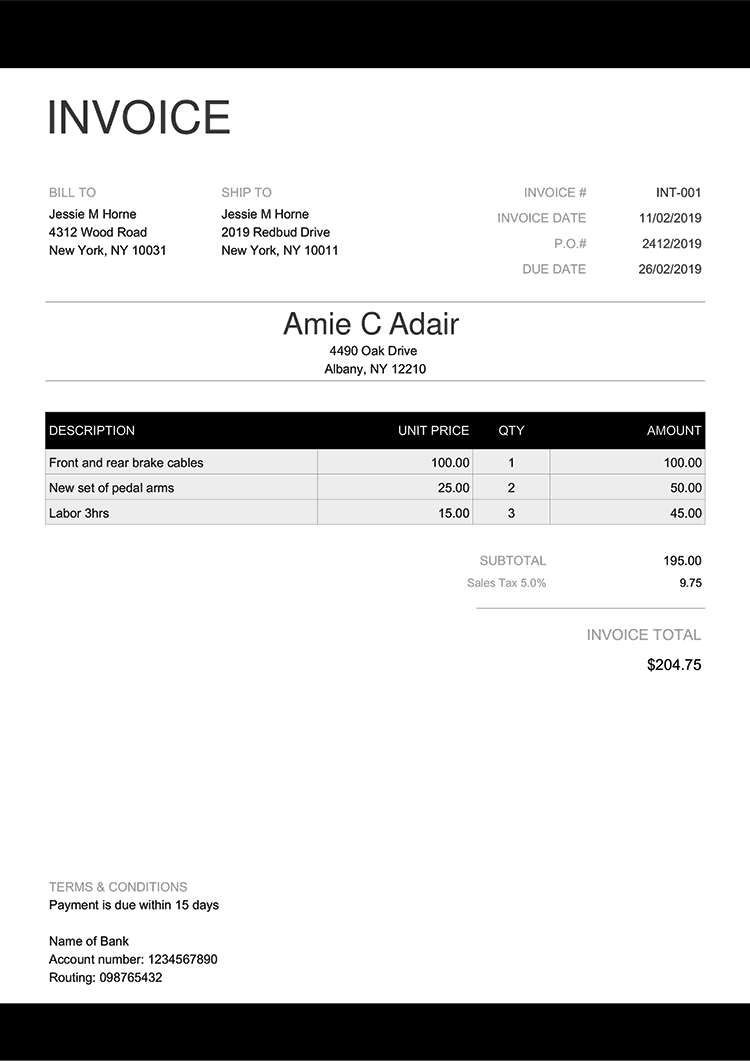 INVOICE
BILL TO
Jessie M Horne
4312 Wood Road
New York, NY 10031
SHIP TO
Jessie M Horne
2019 Redbud Drive
New York, NY 10011
INVOICE # INT-001
INVOICE DATE 11/02/2019
P.O.# 2412/2019
DUE DATE 26/02/2019
Amie C Adair
4490 Oak Drive
Albany, NY 12210
DESCRIPTION UNIT PRICE QTY AMOUNT
Front and rear brake cables 100.00 1 100.00
New set of pedal arms 25.00 2 50.00
Labor 3hrs 15.00 3 45.00
SUBTOTAL 195.00
Sales Tax 5.0% 9.75
INVOICE TOTAL
$204.75
TERMS & CONDITIONS
Payment is due within 15 days
Name of Bank
Account number: 1234567890
Routing: 098765432